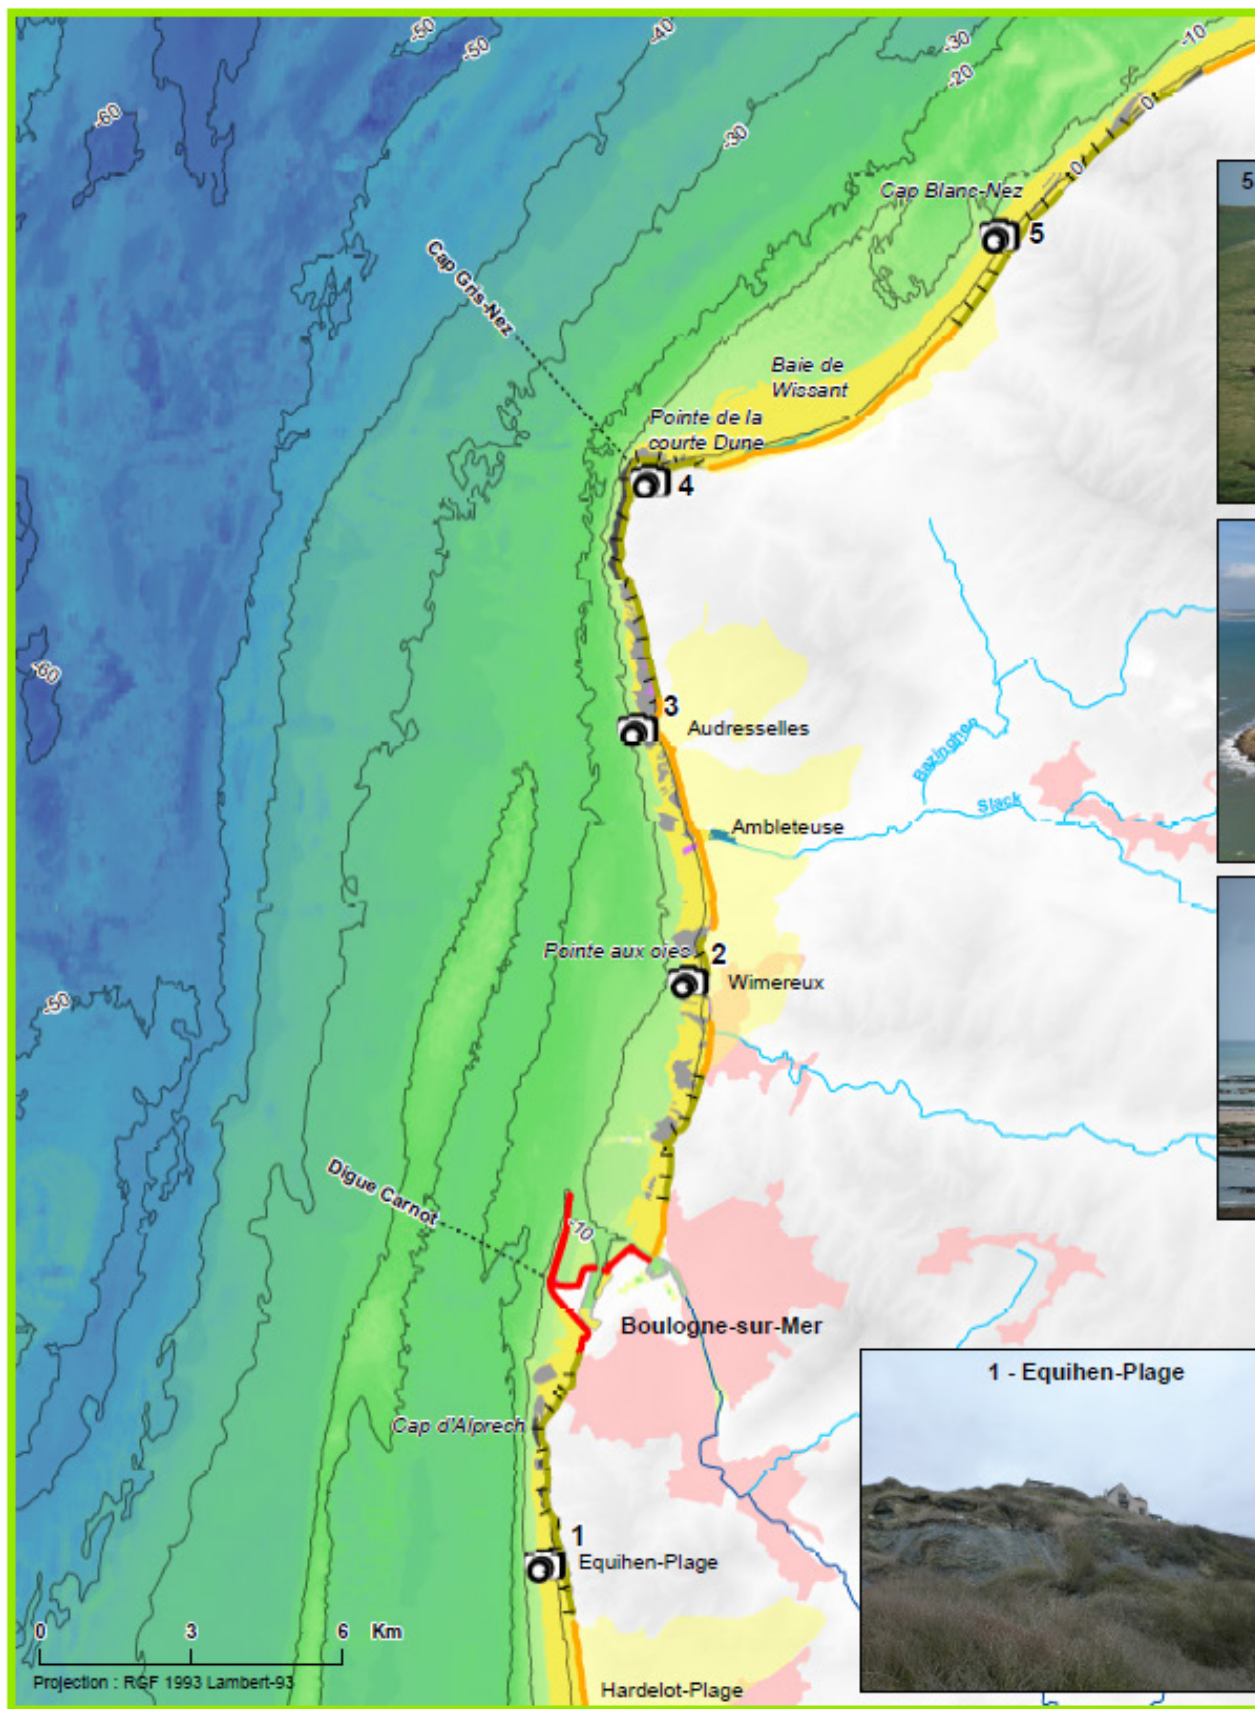 -50
-50
-40
-30
-10
-20
-60
-30
0
0
Cap Blanc-Nez
5
5
Cap Gris-Nez
Baie de
Wissant
Pointe de la
courte Dune
4
-60
3
Audresselles
Bazinghen
Slack
Ambleteuse
Pointe aux oies
2
Wimereux
-50
Digue Carnot
-10
Boulogne-sur-Mer
1 - Equihen-Plage
Cap d'Alprech
1
Equihen-Plage
0 3 6 Km
Projection : RGF 1993 Lambert-93
Hardelot-Plage